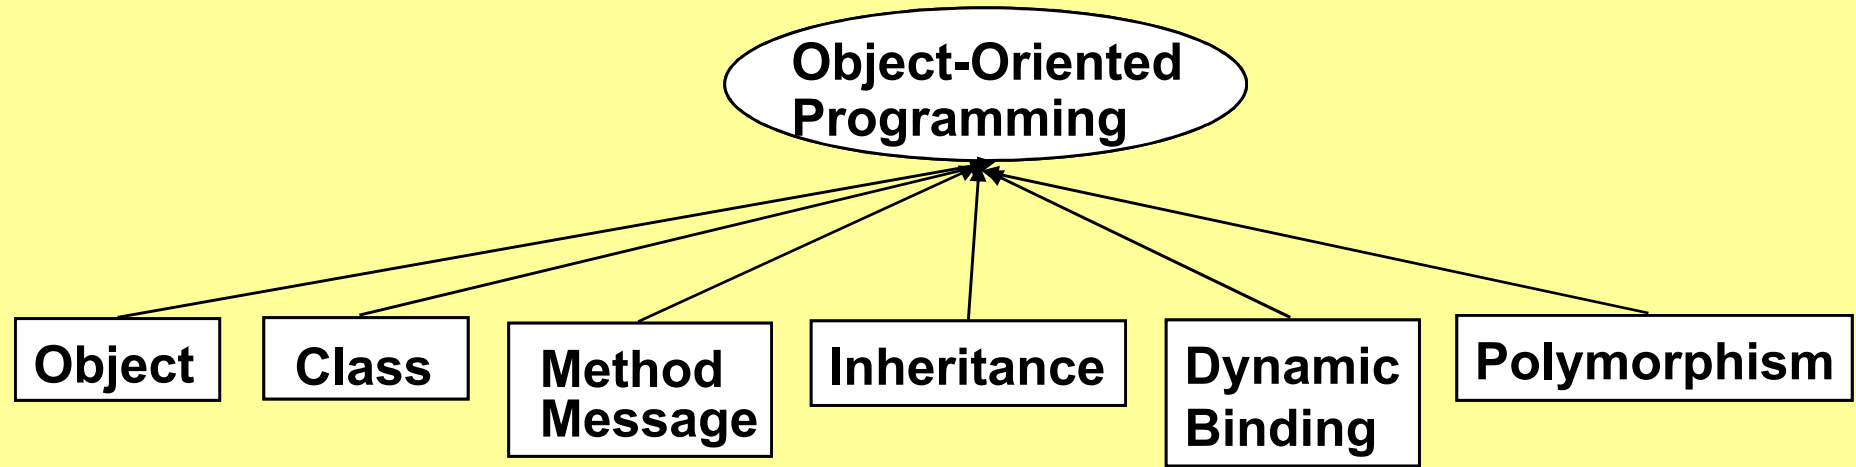 Object-Oriented
Programming
Object
Class
Method
Message
Inheritance
Dynamic
Binding
Polymorphism